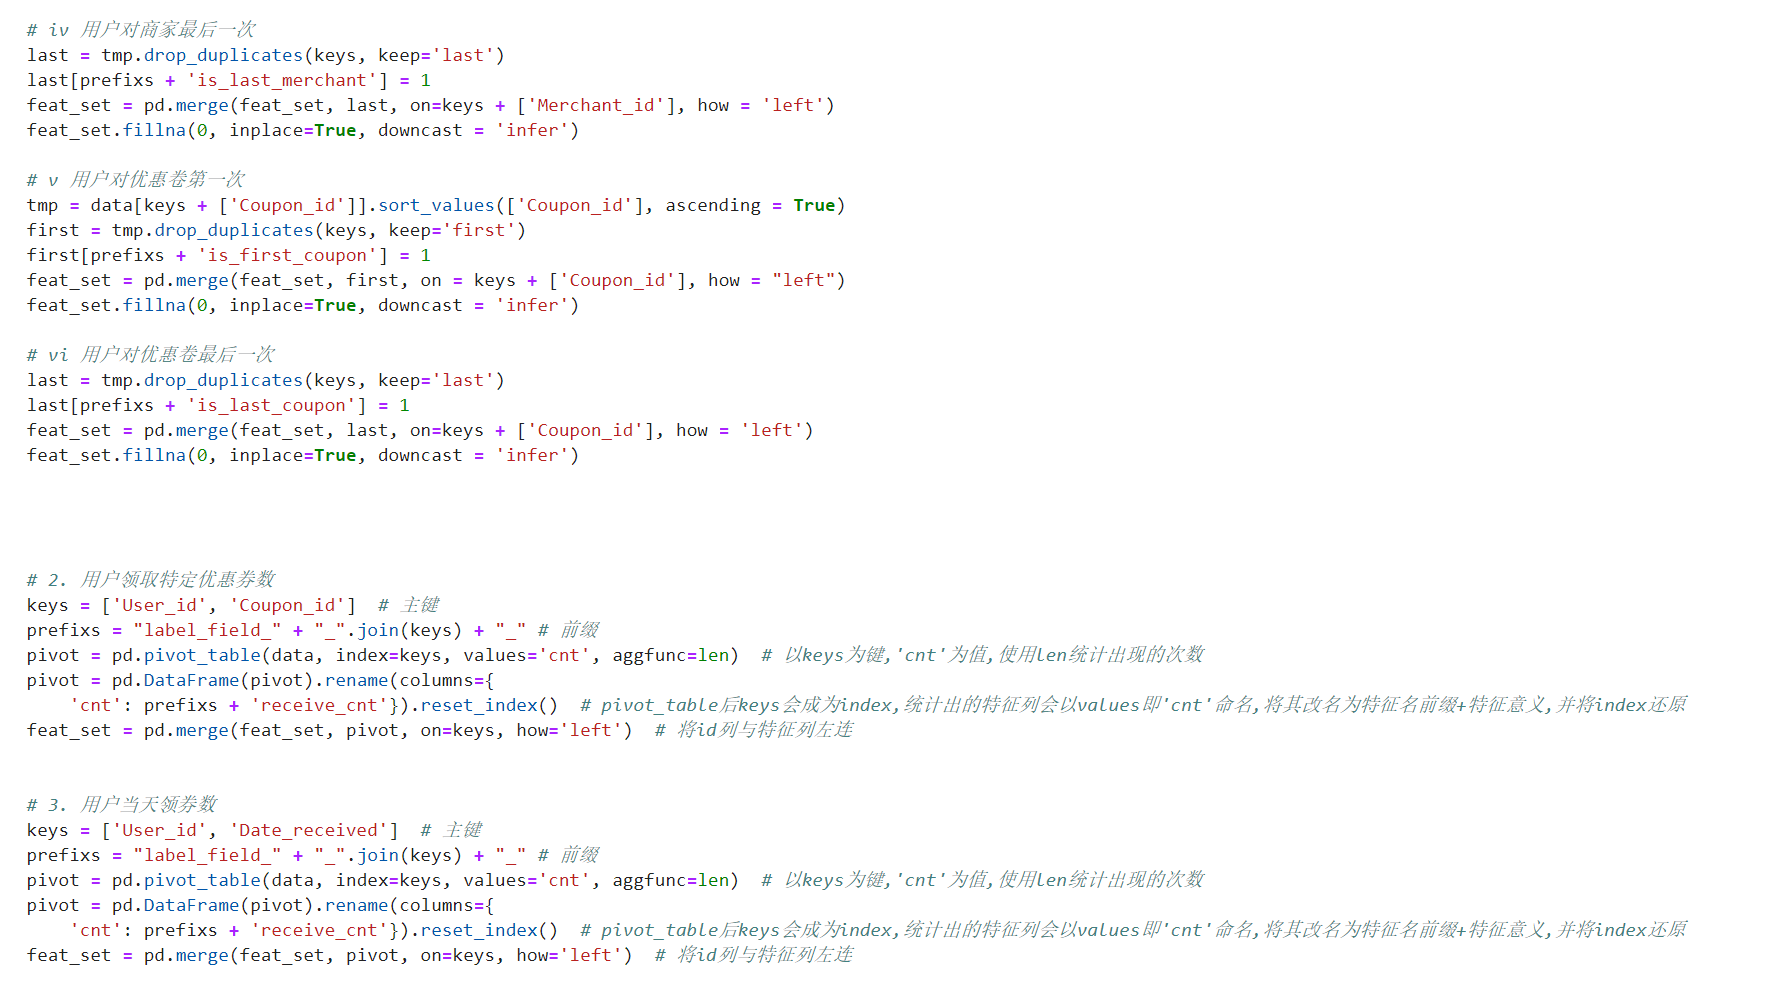 # iv 用户对商家最后一次
last = tmp.drop_duplicates(keys, keep='last')
last[prefixs + 'is_last_merchant'] = 1
feat_set = pd.merge(feat_set, last, on=keys + ['Merchant_id'], how = 'left')
feat_set.fillna(0, inplace=True, downcast = 'infer')
# v 用户对优惠卷第一次
tmp = data[keys + ['Coupon_id']].sort_values(['Coupon_id'], ascending = True)
first = tmp.drop_duplicates(keys, keep='first')
first[prefixs + 'is_first_coupon'] = 1
feat_set = pd.merge(feat_set, first, on = keys + ['Coupon_id'], how = "left")
feat_set.fillna(0, inplace=True, downcast = 'infer')
# vi 用户对优惠卷最后一次
last = tmp.drop_duplicates(keys, keep='last')
last[prefixs + 'is_last_coupon'] = 1
feat_set = pd.merge(feat_set, last, on=keys + ['Coupon_id'], how = 'left')
feat_set.fillna(0, inplace=True, downcast = 'infer')
# 2. 用户领取特定优惠券数
keys = ['User_id', 'Coupon_id']  # 主键
prefixs = "label_field_" + "_".join(keys) + "_" # 前缀
pivot = pd.pivot_table(data, index=keys, values='cnt', aggfunc=len)  # 以keys为键,'cnt'为值,使用len统计出现的次数
pivot = pd.DataFrame(pivot).rename(columns={
    'cnt': prefixs + 'receive_cnt'}).reset_index()  # pivot_table后keys会成为index,统计出的特征列会以values即'cnt'命名,将其改名为特征名前缀+特征意义,并将index还原
feat_set = pd.merge(feat_set, pivot, on=keys, how='left')  # 将id列与特征列左连
# 3. 用户当天领券数
keys = ['User_id', 'Date_received']  # 主键
prefixs = "label_field_" + "_".join(keys) + "_" # 前缀
pivot = pd.pivot_table(data, index=keys, values='cnt', aggfunc=len)  # 以keys为键,'cnt'为值,使用len统计出现的次数
pivot = pd.DataFrame(pivot).rename(columns={
    'cnt': prefixs + 'receive_cnt'}).reset_index()  # pivot_table后keys会成为index,统计出的特征列会以values即'cnt'命名,将其改名为特征名前缀+特征意义,并将index还原
feat_set = pd.merge(feat_set, pivot, on=keys, how='left')  # 将id列与特征列左连